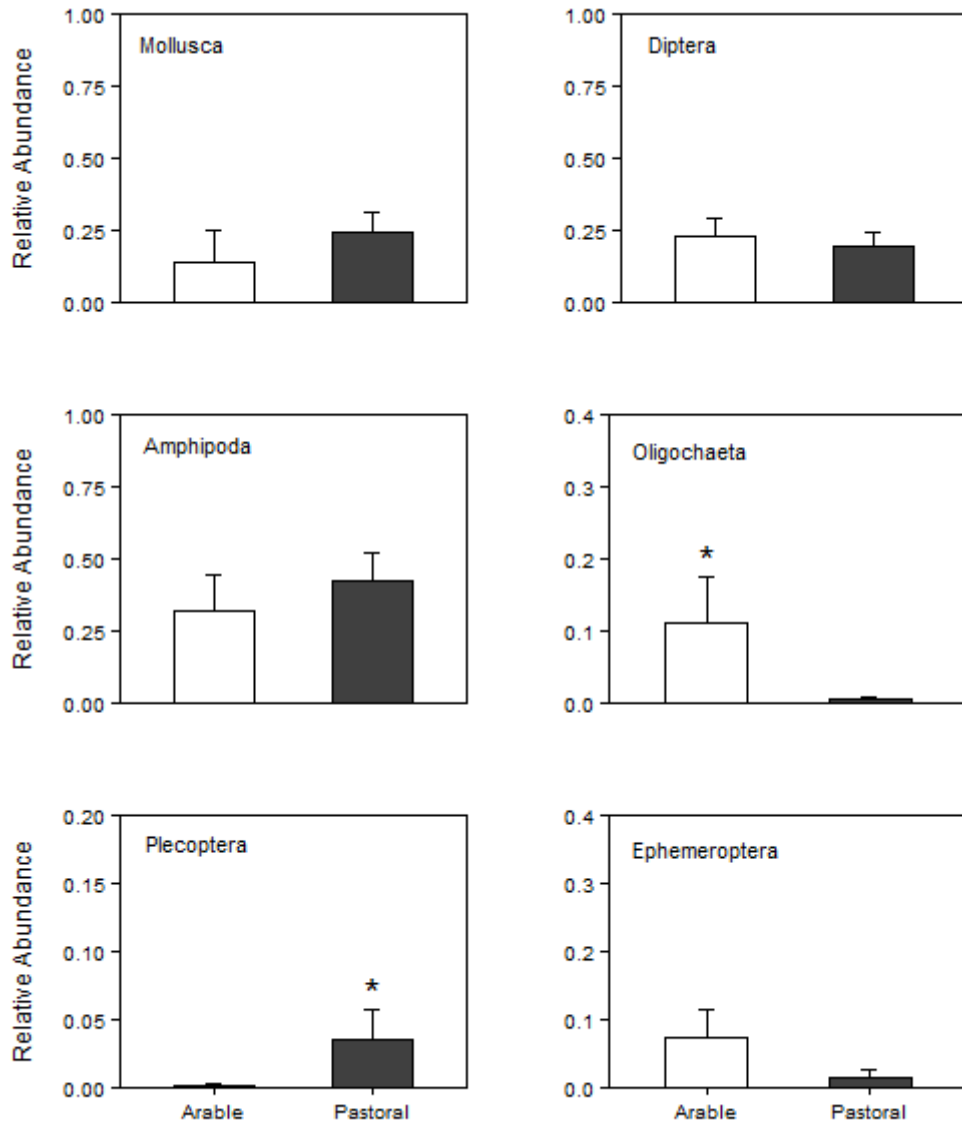 Relative Abundance
1.00
0.75
0.50
0.25
0.00
Mollusca
1.00
0.75
0.50
0.25
0.00
Diptera
Relative Abundance
1.00
0.75
0.50
0.25
0.00
Amphipoda
0.4
0.3
0.2
0.1
0.0
Oligochaeta
*
Relative Abundance
0.20
0.15
0.10
0.05
0.00
Plecoptera
*
Arable
Pastoral
0.4
0.3
0.2
0.1
0.0
Ephemeroptera
Arable
Pastoral